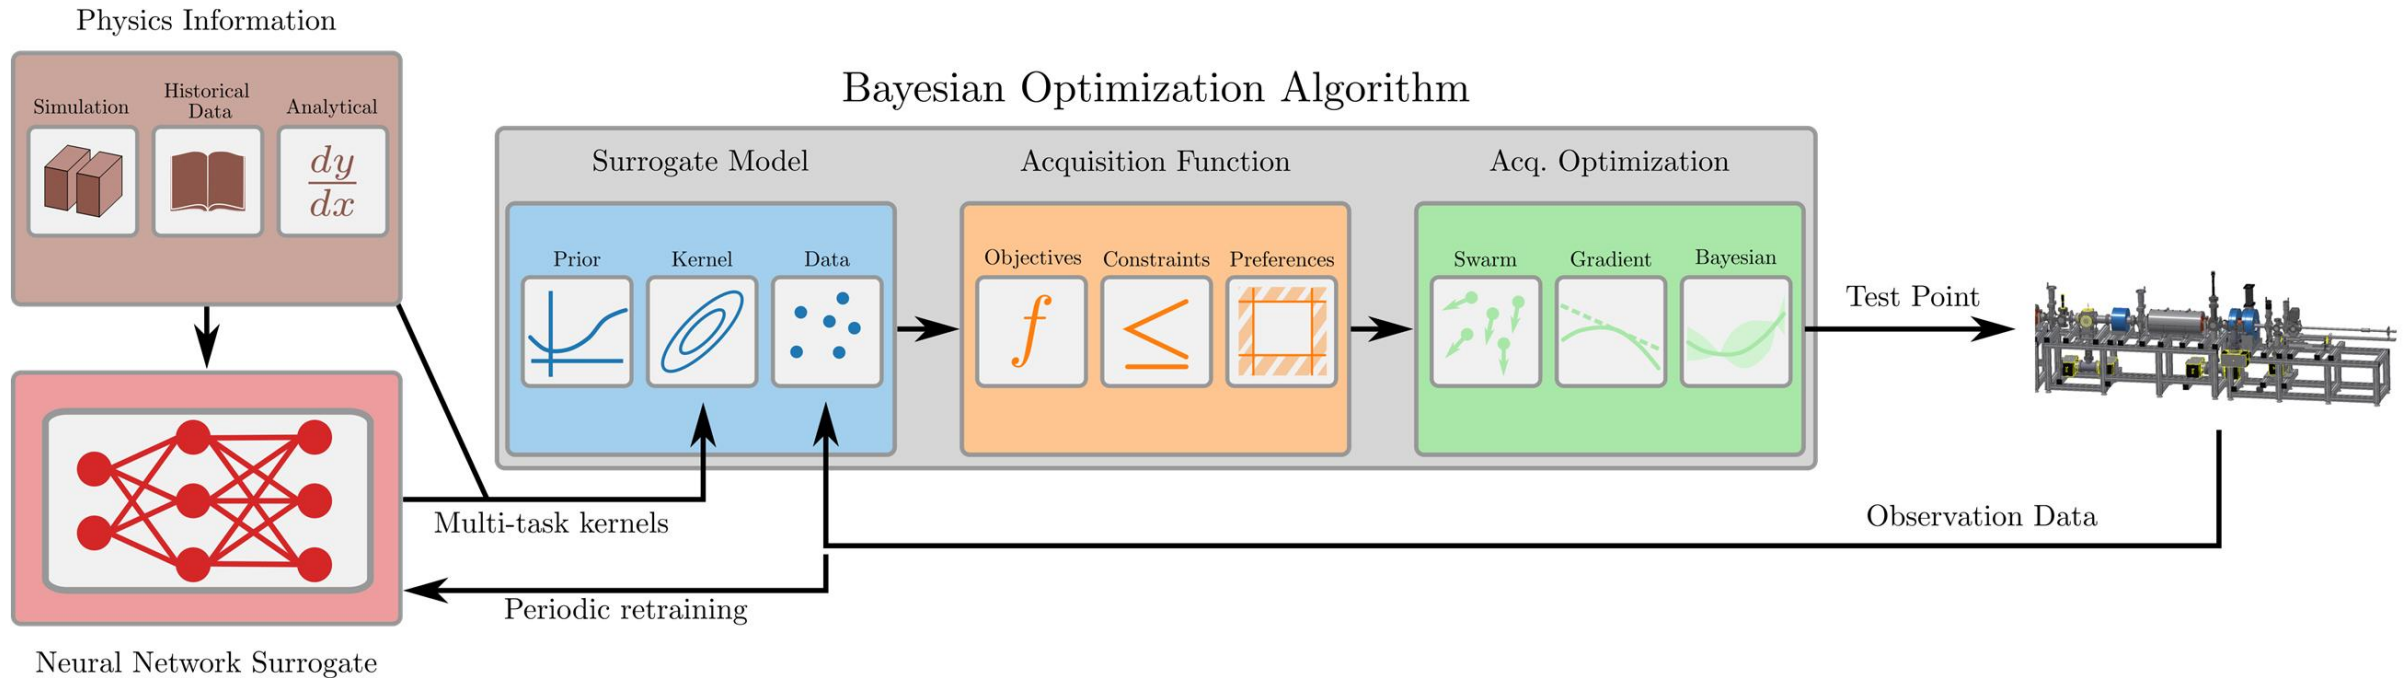 Physics Information
Simulation
Historical
Data
Analytical
dy
dx
Bayesian Optimization Algorithm
Surrogate Model
Acquisition Function
Acq. Optimization
Prior
Kernel
Data
Objectives
Constraints
Preferences
f
≤
Swarm
Gradient
Bayesian
Test Point
Multi-task kernels
Observation Data
Periodic retraining
Neural Network Surrogate